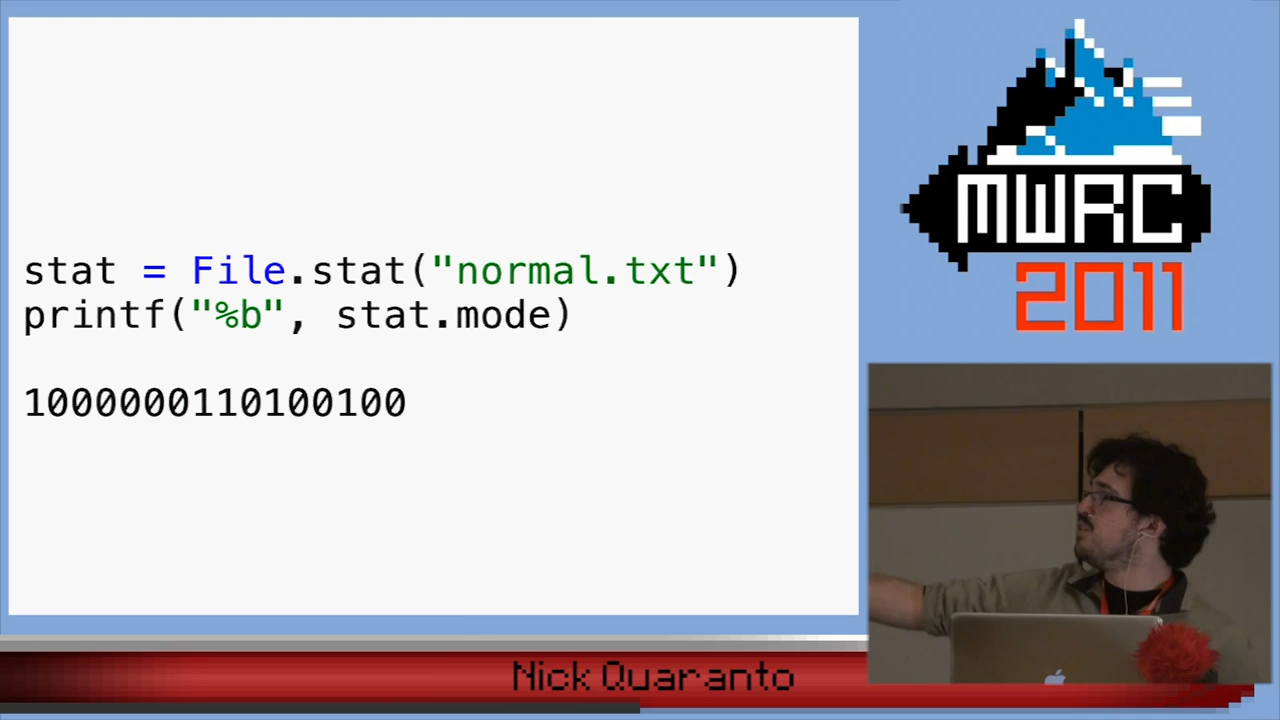 stat = File.stat("normal.txt")
printf("%b", stat.mode)
1000000110100100
MWRC
2011
Nick Quaranto